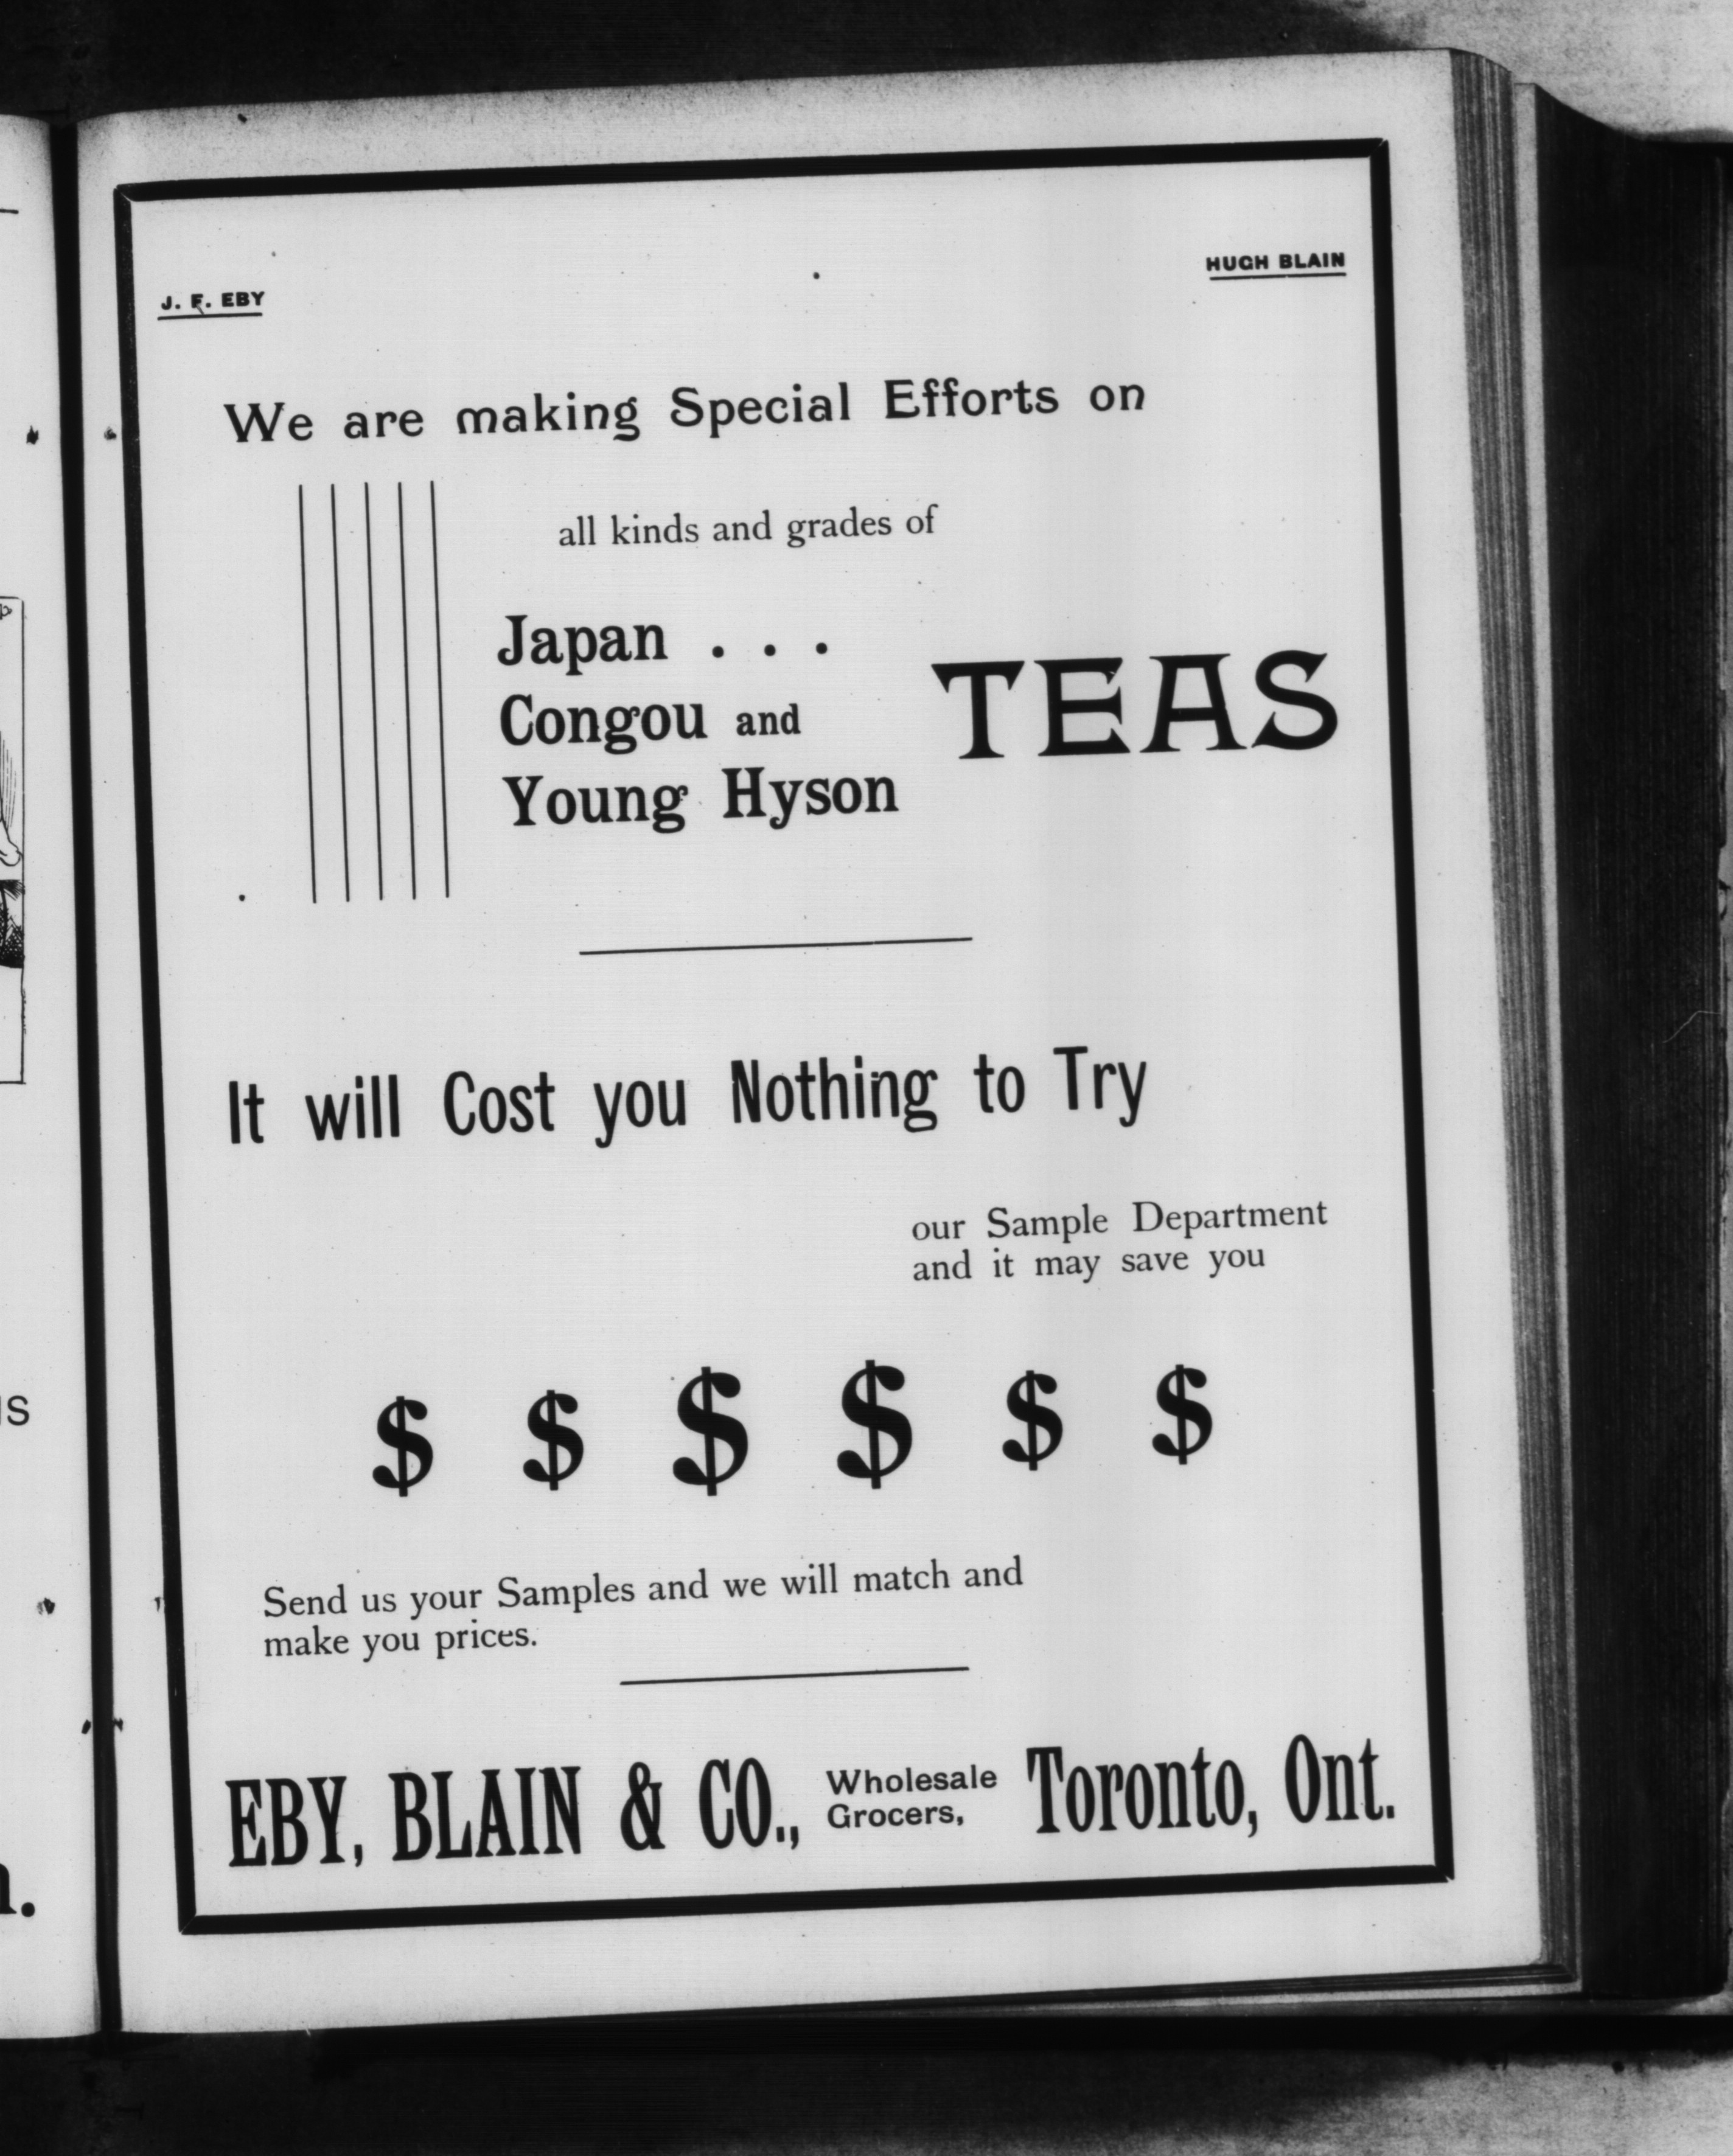 J. F. EBY
HUGH BLAIN
We are making Special Efforts on
all kinds and grades of
Japan . . .
Congou and
Young Hyson
TEAS
It will Cost you Nothing to Try
our Sample Department
and it may save you
$ $ $ $ $ $
Send us your Samples and we will match and
make you prices.
EBY, BLAIN & CO., Wholesale Grocers, Toronto, Ont.